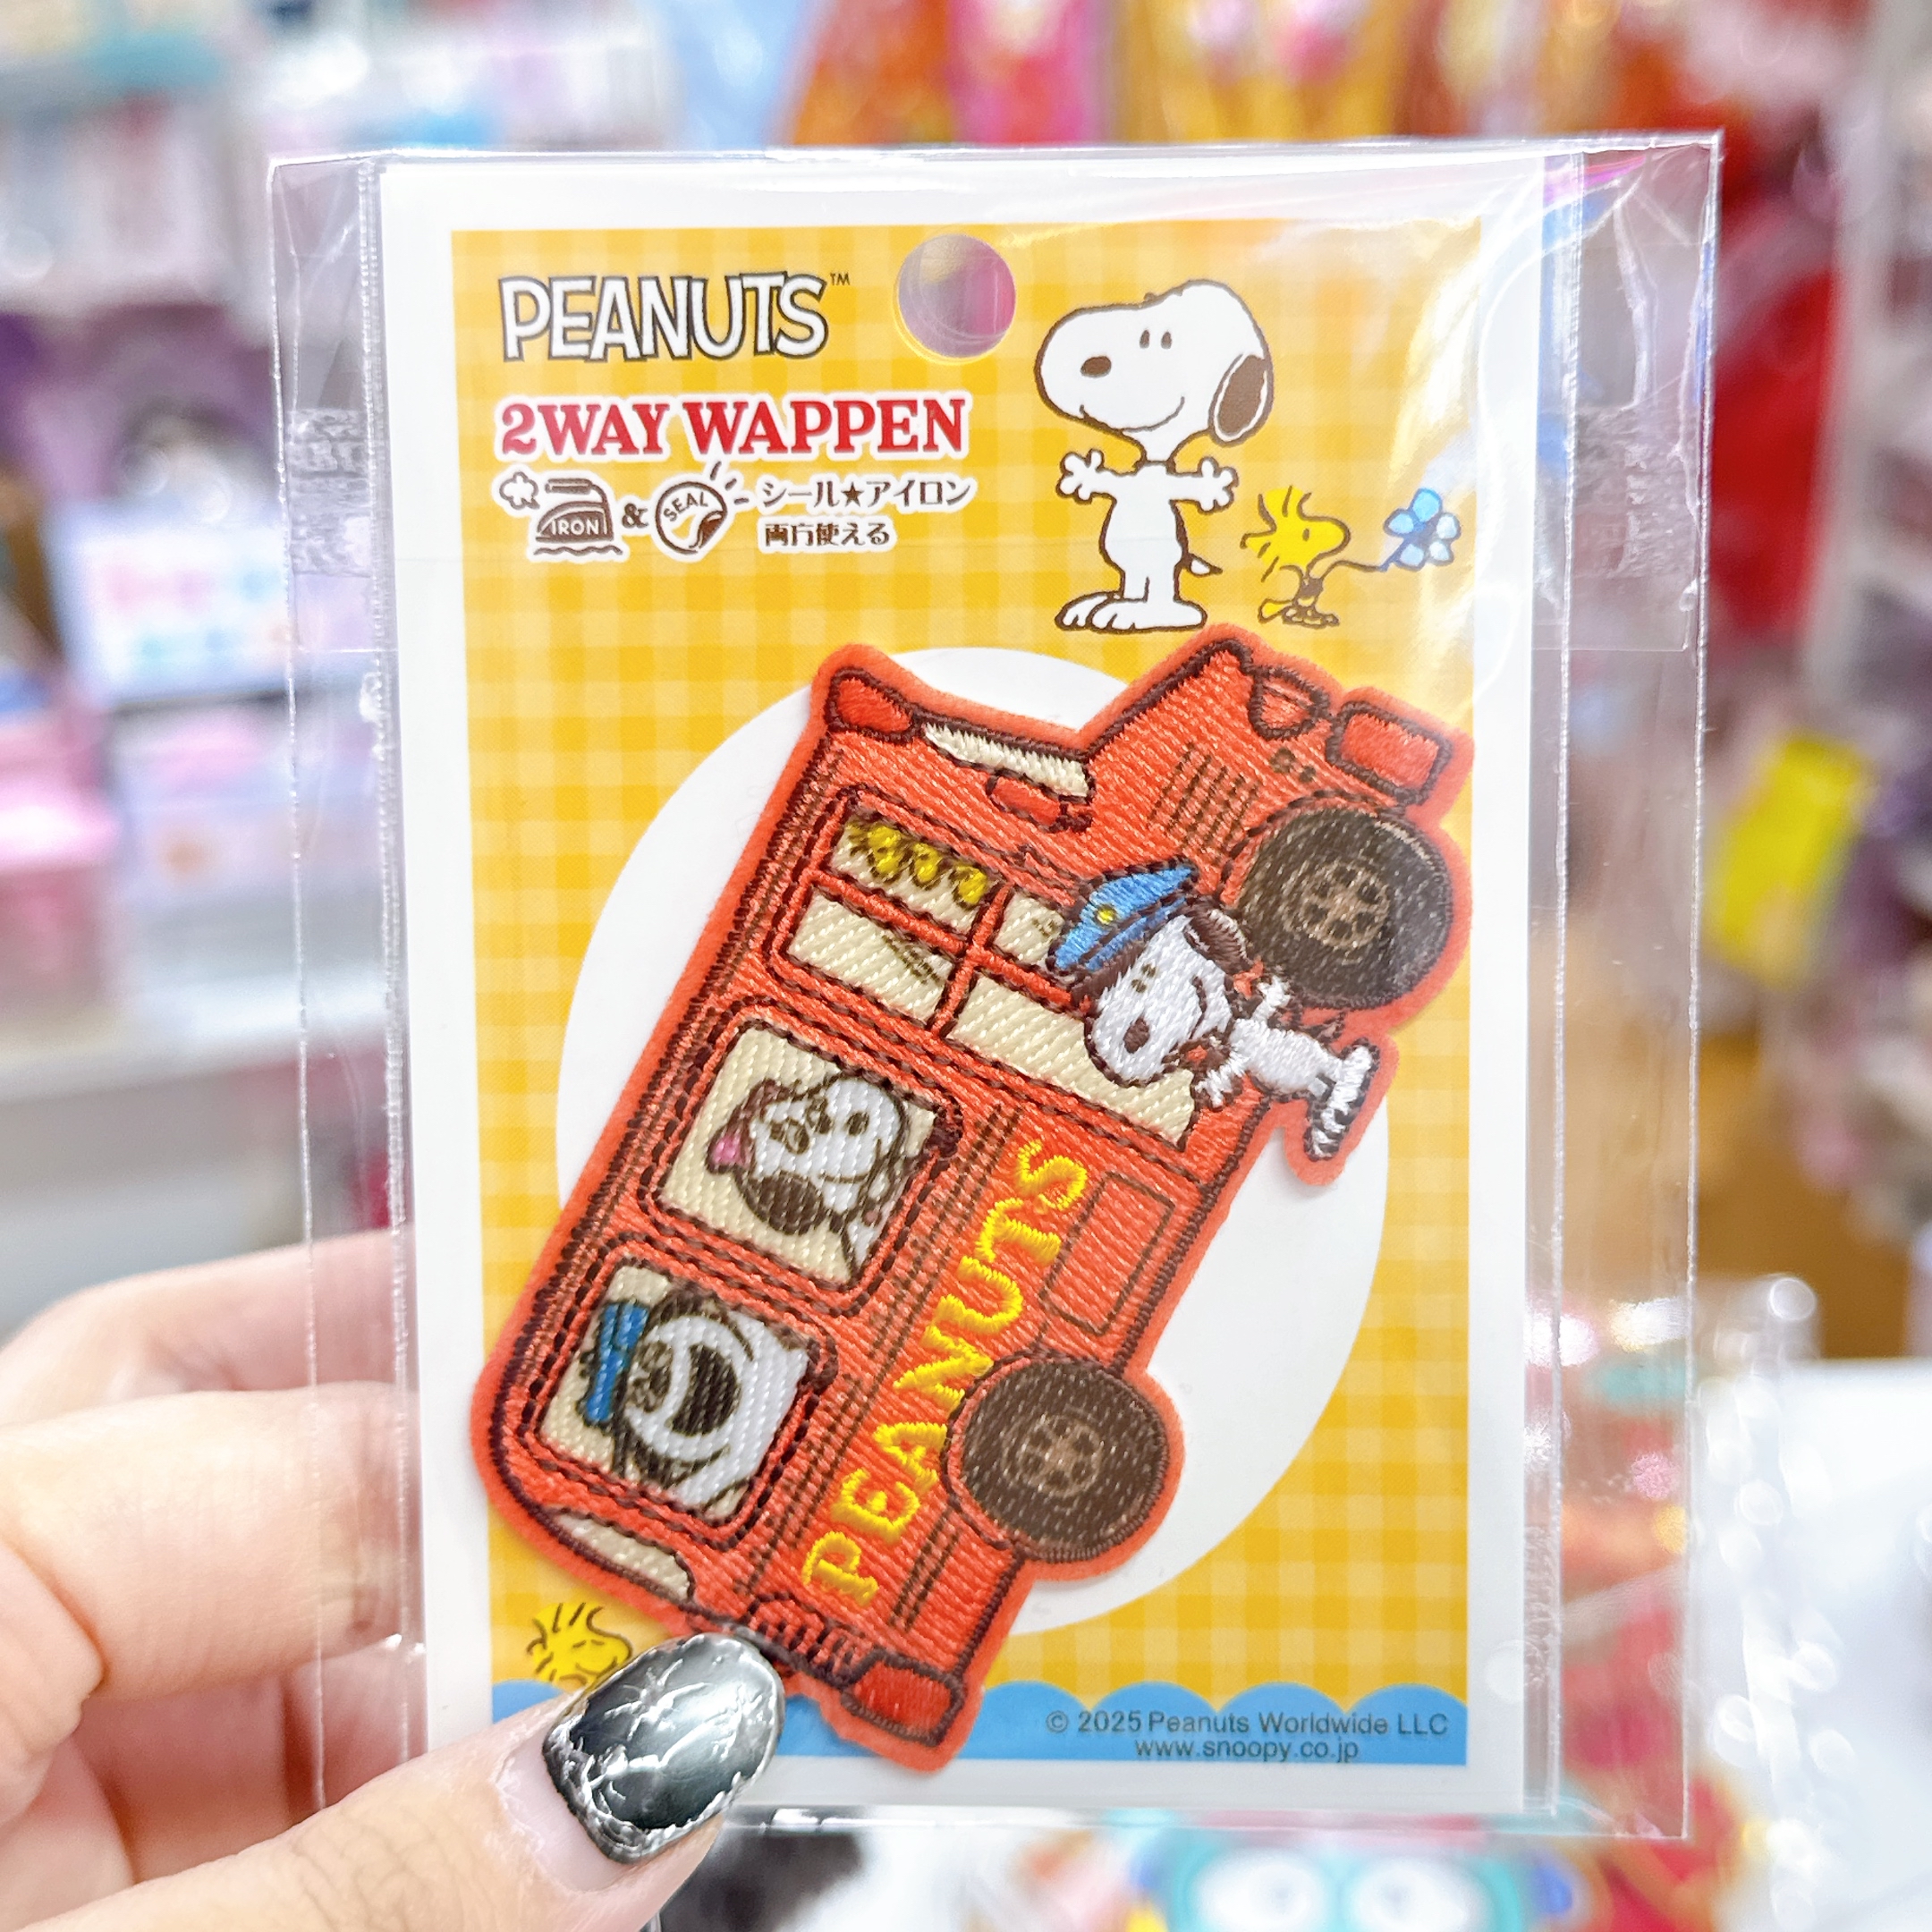 PEANUTS™
2WAY WAPPEN
IRON & SEAL シール★アイロン
両方使える
PEANUTS
© 2025 Peanuts Worldwide LLC
www.snoopy.co.jp